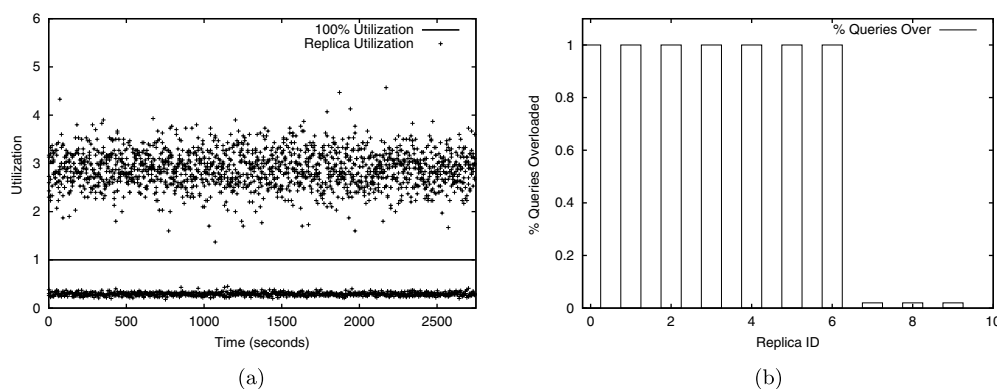 6
5
4
3
2
1
0
Utilization
100% Utilization
Replica Utilization
0 500 1000 1500 2000 2500
Time (seconds)
(a)
1
0.8
0.6
0.4
0.2
0
% Queries Overloaded
% Queries Over
0 2 4 6 8 10
Replica ID
(b)